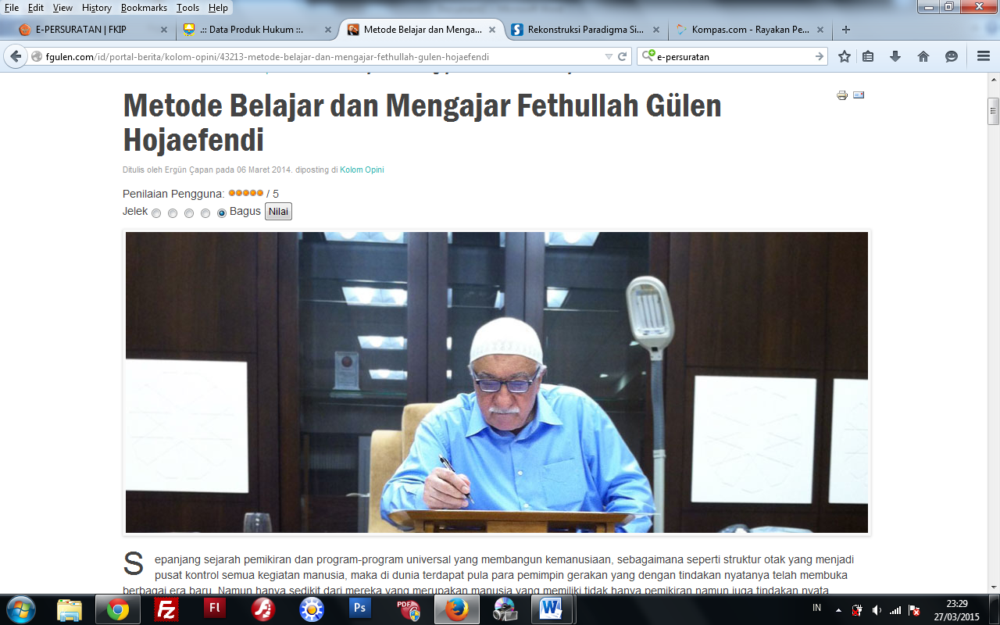 File Edit View History Bookmarks Tools Help
E-PERSURATAN | FKIP
.:: Data Produk Hukum ::.
Metode Belajar dan Menga...
Rekonstruksi Paradigma Si...
Kompas.com - Rayakan Pe...
fgulen.com/id/portal-berita/kolom-opini/43213-metode-belajar-dan-mengajar-fethullah-gulen-hojaefendi
e-persuratan
Metode Belajar dan Mengajar Fethullah Gülen
Hojaefendi
Ditulis oleh Ergün Çapan pada 06 Maret 2014. diposting di Kolom Opini
Penilaian Pengguna: / 5
Jelek Bagus Nilai
Sepanjang sejarah pemikiran dan program-program universal yang membangun kemanusiaan, sebagaimana seperti struktur otak yang menjadi
pusat kontrol semua kegiatan manusia, maka di dunia terdapat pula para pemimpin gerakan yang dengan tindakan nyatanya telah membuka
berbagai era baru. Namun hanya sedikit dari mereka yang merupakan manusia yang memiliki tidak hanya pemikiran namun juga tindakan nyata
Fz
Fl
Ps
PDF
W
IN
23:29
27/03/2015